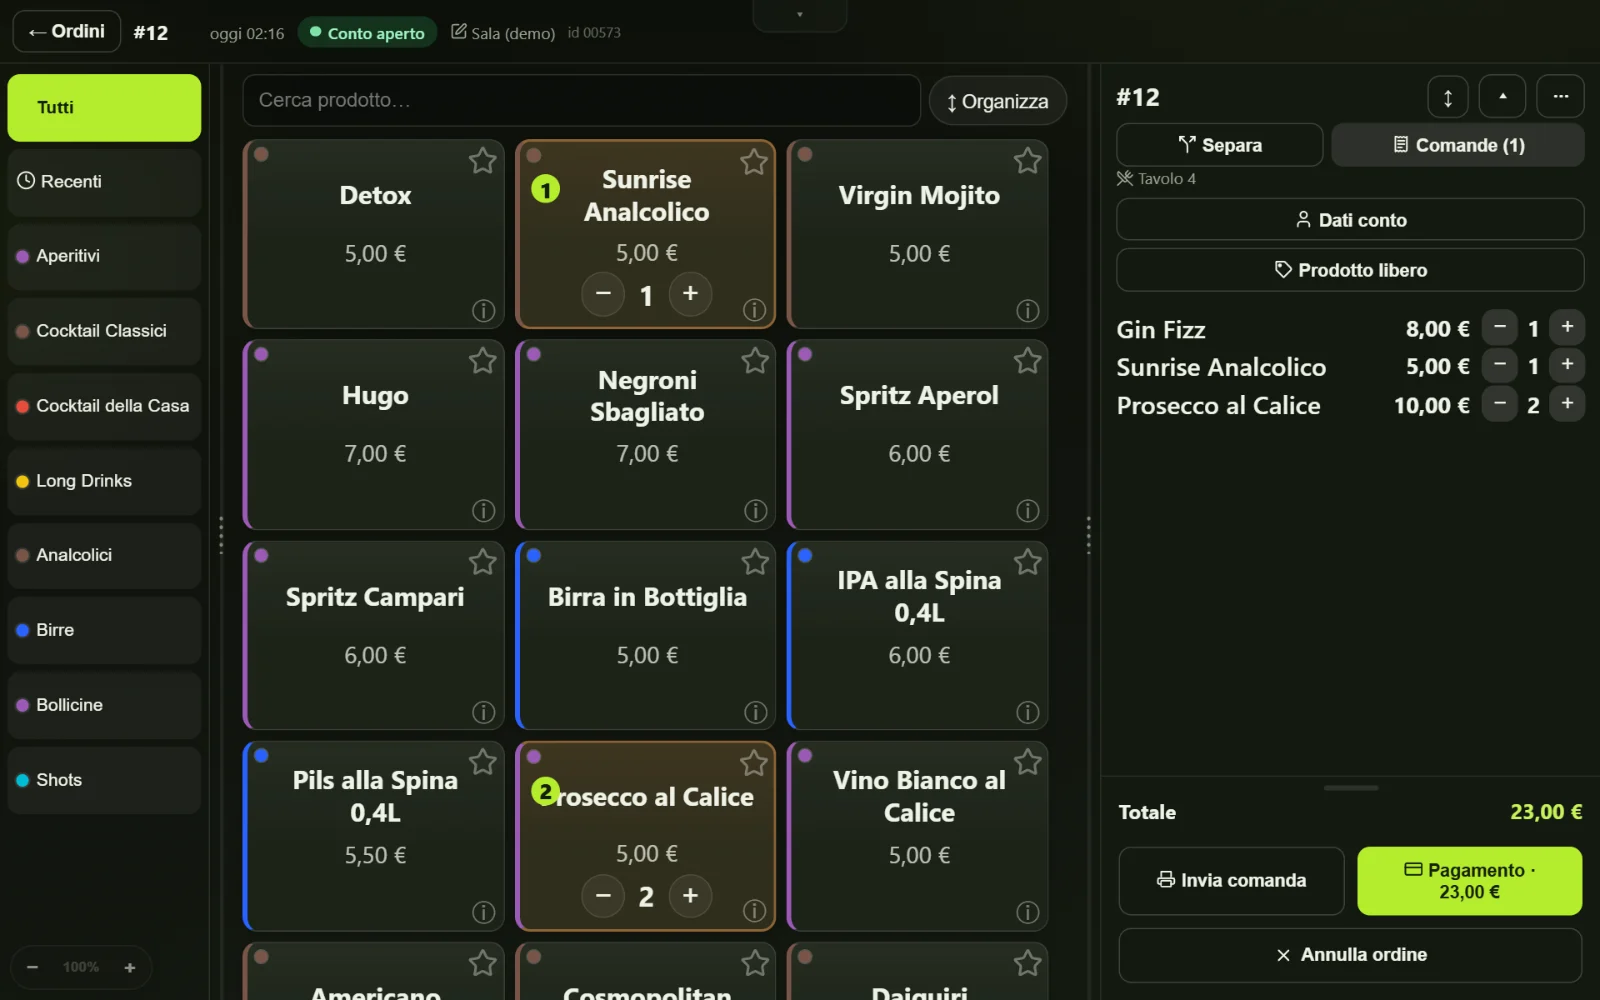 ← Ordini
#12
oggi 02:16
Conto aperto
Sala (demo)
id 00573
Tutti
Recenti
Aperitivi
Cocktail Classici
Cocktail della Casa
Long Drinks
Analcolici
Birre
Bollicine
Shots
− 100% +
Cerca prodotto…
Organizza
Detox
5,00 €
1
Sunrise
Analcolico
5,00 €
− 1 +
Virgin Mojito
5,00 €
Hugo
7,00 €
Negroni
Sbagliato
7,00 €
Spritz Aperol
6,00 €
Spritz Campari
6,00 €
Birra in Bottiglia
5,00 €
IPA alla Spina
0,4L
6,00 €
Pils alla Spina
0,4L
5,50 €
2
Prosecco al Calice
5,00 €
− 2 +
Vino Bianco al
Calice
5,00 €
Americano
Cosmopolitan
Daiquiri
#12
Separa
Comande (1)
Tavolo 4
Dati conto
Prodotto libero
Gin Fizz 8,00 € − 1 +
Sunrise Analcolico 5,00 € − 1 +
Prosecco al Calice 10,00 € − 2 +
Totale 23,00 €
Invia comanda
Pagamento ·
23,00 €
Annulla ordine